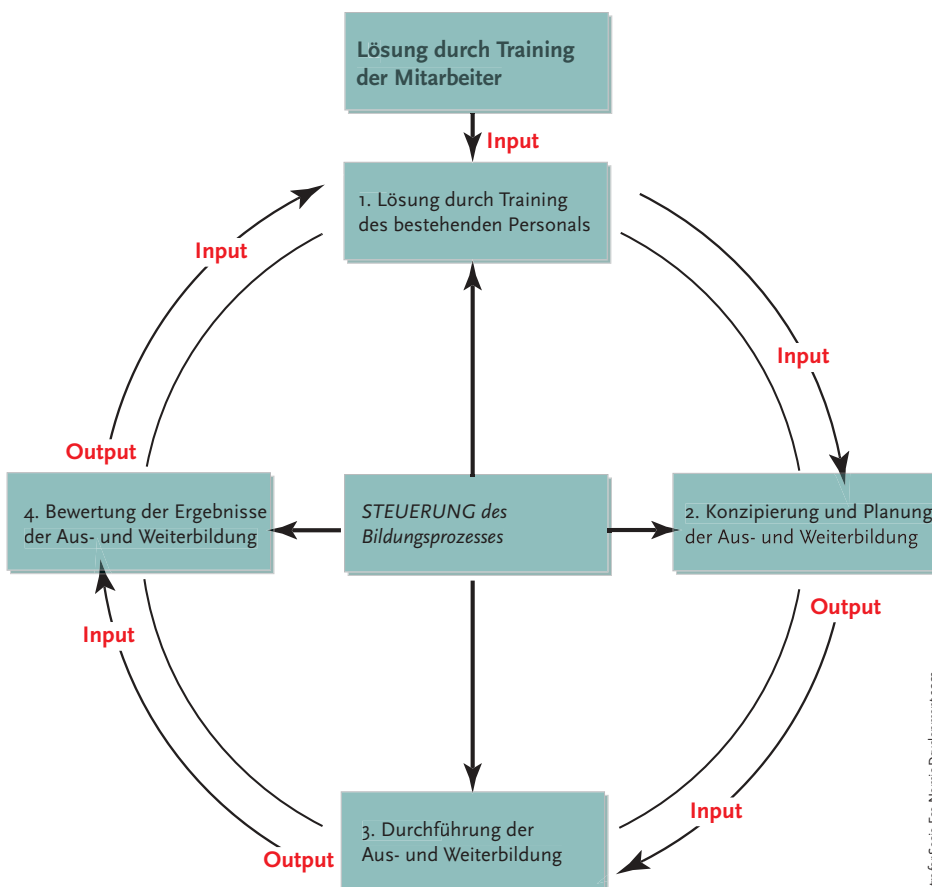 Lösung durch Training
der Mitarbeiter
Input
1. Lösung durch Training
des bestehenden Personals
Input
Input
Output
4. Bewertung der Ergebnisse
der Aus- und Weiterbildung
STEUERUNG des
Bildungsprozesses
2. Konzipierung und Planung
der Aus- und Weiterbildung
Output
Input
Input
3. Durchführung der
Aus- und Weiterbildung
Output